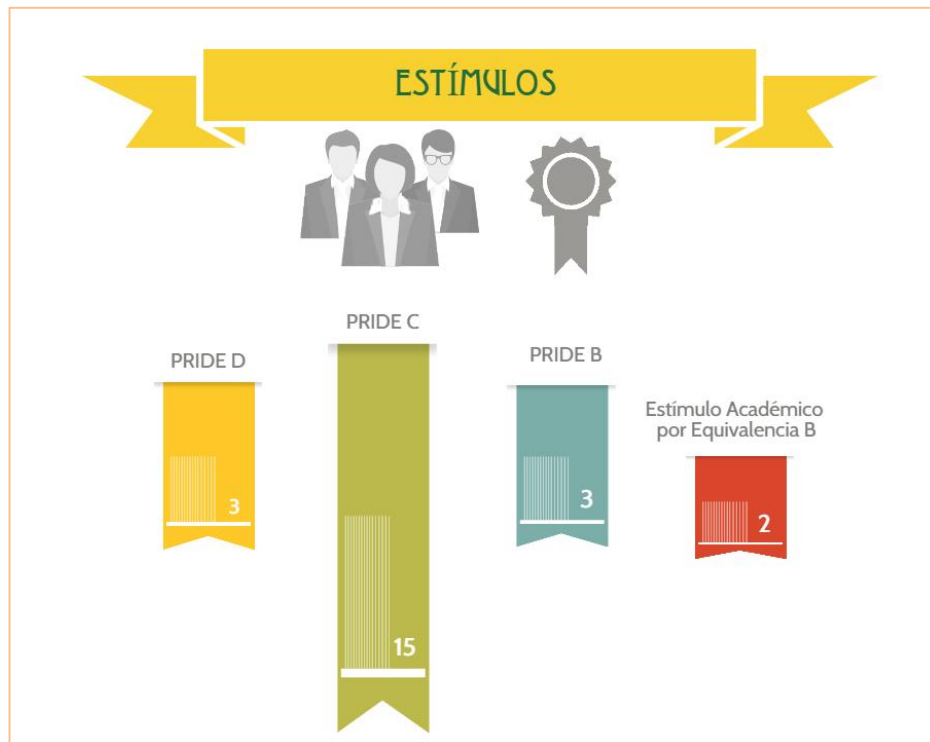 ESTÍMULOS
PRIDE C
PRIDE D
PRIDE B
Estímulo Académico
por Equivalencia B
3
15
3
2